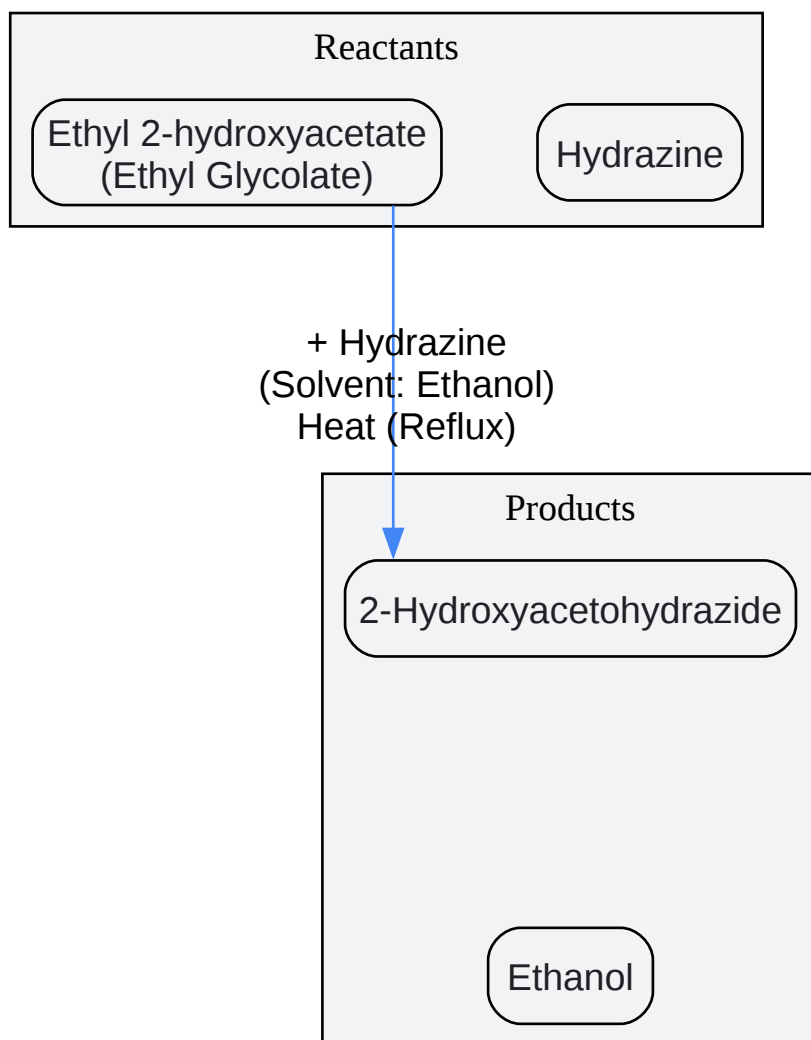 Reactants
Ethyl 2-hydroxyacetate
(Ethyl Glycolate)
Hydrazine
+ Hydrazine
(Solvent: Ethanol)
Heat (Reflux)
Products
2-Hydroxyacetohydrazide
Ethanol